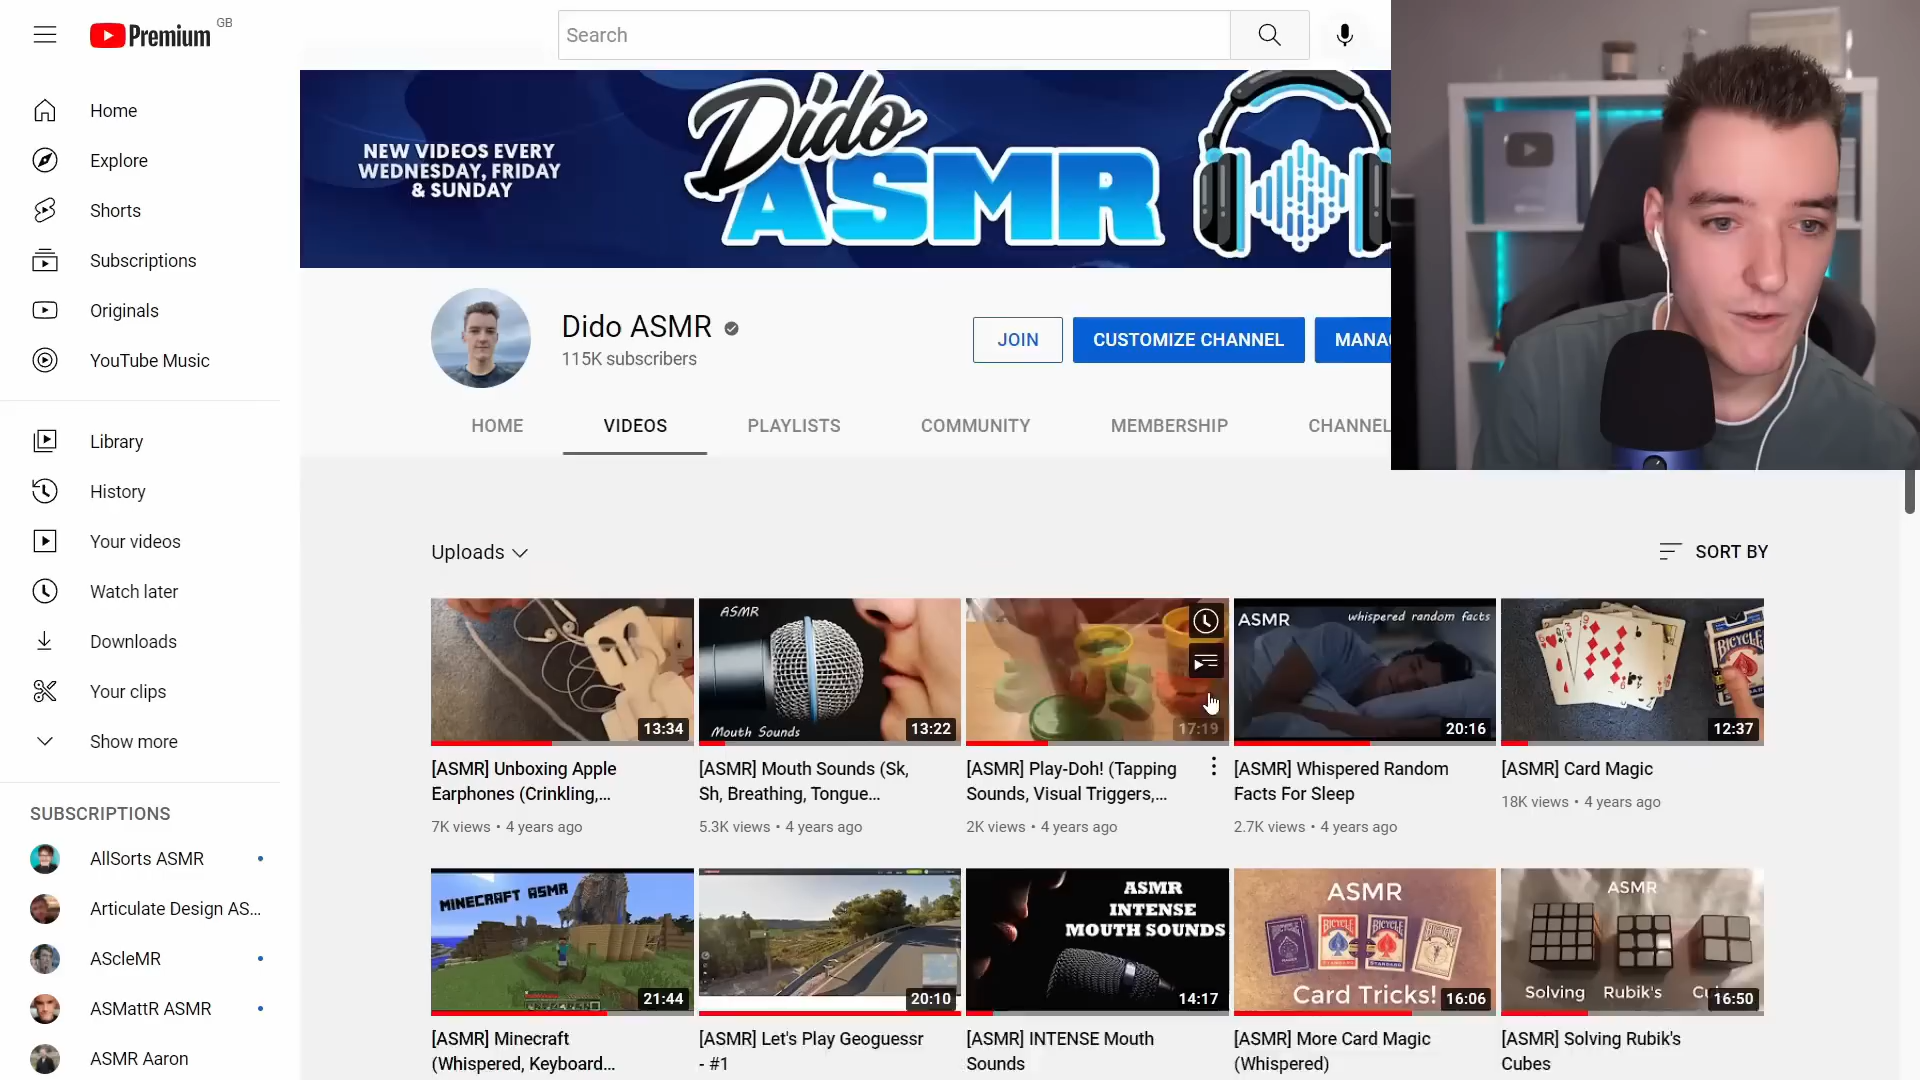 Premium GB
Search
Home
Explore
Shorts
Subscriptions
Originals
YouTube Music
Library
History
Your videos
Watch later
Downloads
Your clips
Show more
SUBSCRIPTIONS
AllSorts ASMR
Articulate Design AS...
AScleMR
ASMattR ASMR
ASMR Aaron
NEW VIDEOS EVERY
WEDNESDAY, FRIDAY
& SUNDAY
Dido
ASMR
Dido ASMR
115K subscribers
JOIN
CUSTOMIZE CHANNEL
MANA
HOME
VIDEOS
PLAYLISTS
COMMUNITY
MEMBERSHIP
CHANNEL
Uploads
SORT BY
13:34
[ASMR] Unboxing Apple
Earphones (Crinkling,...
7K views • 4 years ago
ASMR
Mouth Sounds
13:22
[ASMR] Mouth Sounds (Sk,
Sh, Breathing, Tongue...
5.3K views • 4 years ago
17:19
[ASMR] Play-Doh! (Tapping
Sounds, Visual Triggers,...
2K views • 4 years ago
ASMR
whispered random facts
20:16
[ASMR] Whispered Random
Facts For Sleep
2.7K views • 4 years ago
BICYCLE
12:37
[ASMR] Card Magic
18K views • 4 years ago
MINECRAFT ASMR
21:44
[ASMR] Minecraft
(Whispered, Keyboard...
20:10
[ASMR] Let's Play Geoguessr
- #1
ASMR
INTENSE
MOUTH SOUNDS
14:17
[ASMR] INTENSE Mouth
Sounds
ASMR
BICYCLE
BICYCLE
Card Tricks!
16:06
[ASMR] More Card Magic
(Whispered)
ASMR
Solving Rubik's Cu
16:50
[ASMR] Solving Rubik's
Cubes